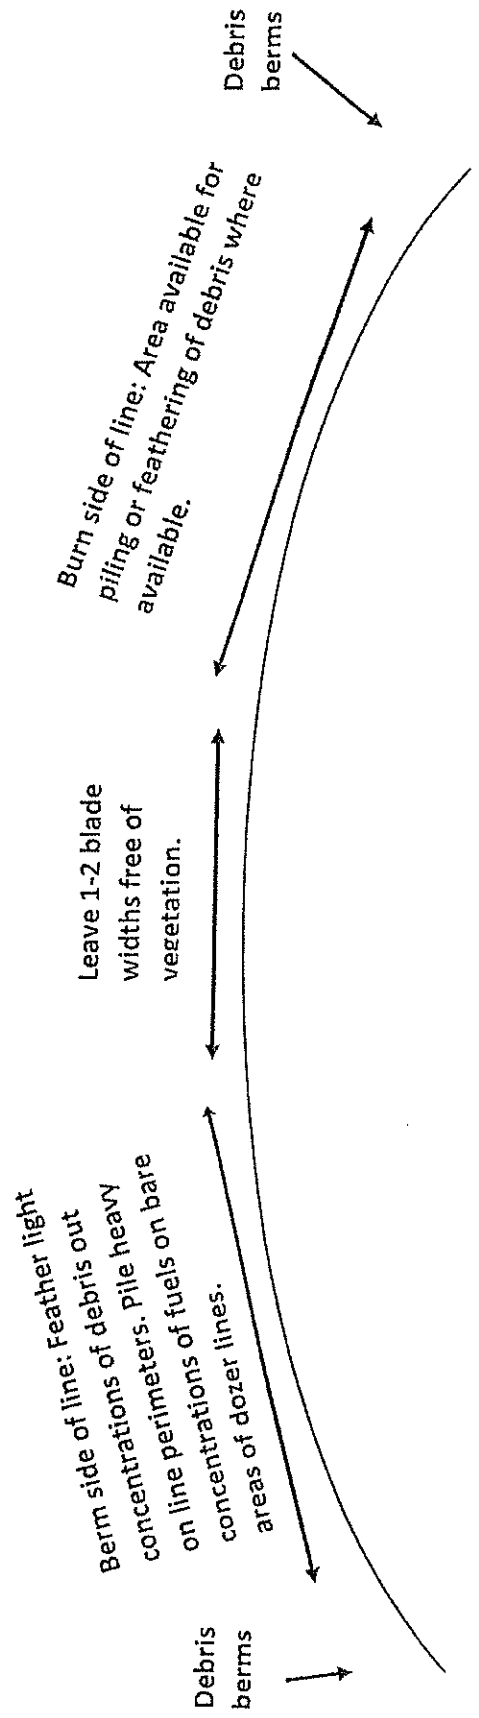 Debris
berms
Berm side of line: Feather light
concentrations of debris out
on line perimeters. Pile heavy
concentrations of fuels on bare
areas of dozer lines.
Leave 1-2 blade
widths free of
vegetation.
Burn side of line: Area available for
piling or feathering of debris where
available.
Debris
berms